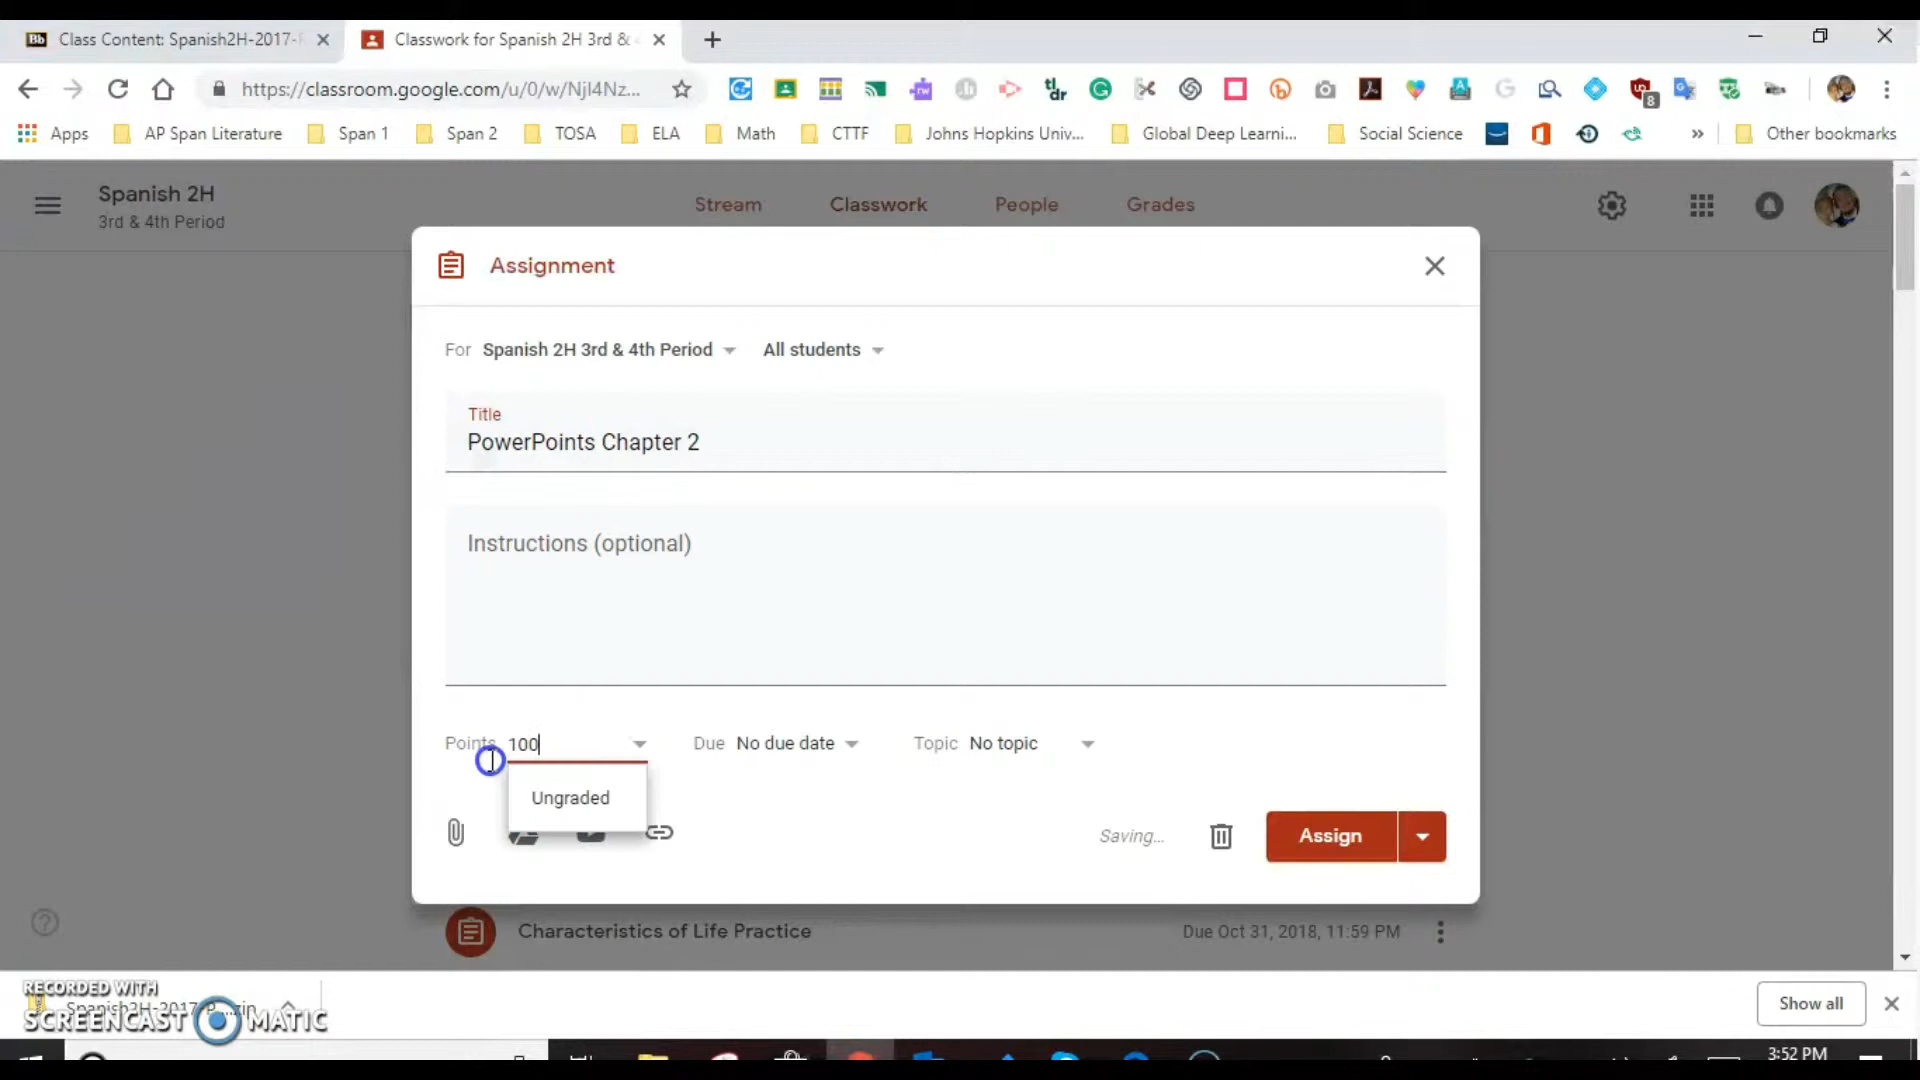 Bb Class Content: Spanish2H-2017-
Classwork for Spanish 2H 3rd &
https://classroom.google.com/u/0/w/NjI4Nz...
tl;
dr
8
Apps
AP Span Literature
Span 1
Span 2
TOSA
ELA
Math
CTTF
Johns Hopkins Univ...
Global Deep Learni...
Social Science
»
Other bookmarks
Spanish 2H
3rd & 4th Period
Stream
Classwork
People
Grades
Assignment
For Spanish 2H 3rd & 4th Period
All students
Title
PowerPoints Chapter 2
Instructions (optional)
Points 100
Due No due date
Topic No topic
Ungraded
Saving...
Assign
Characteristics of Life Practice
Due Oct 31, 2018, 11:59 PM
RECORDED WITH
SCREENCAST MATIC
Spanish2H-2017-P....zip
Show all
3:52 PM